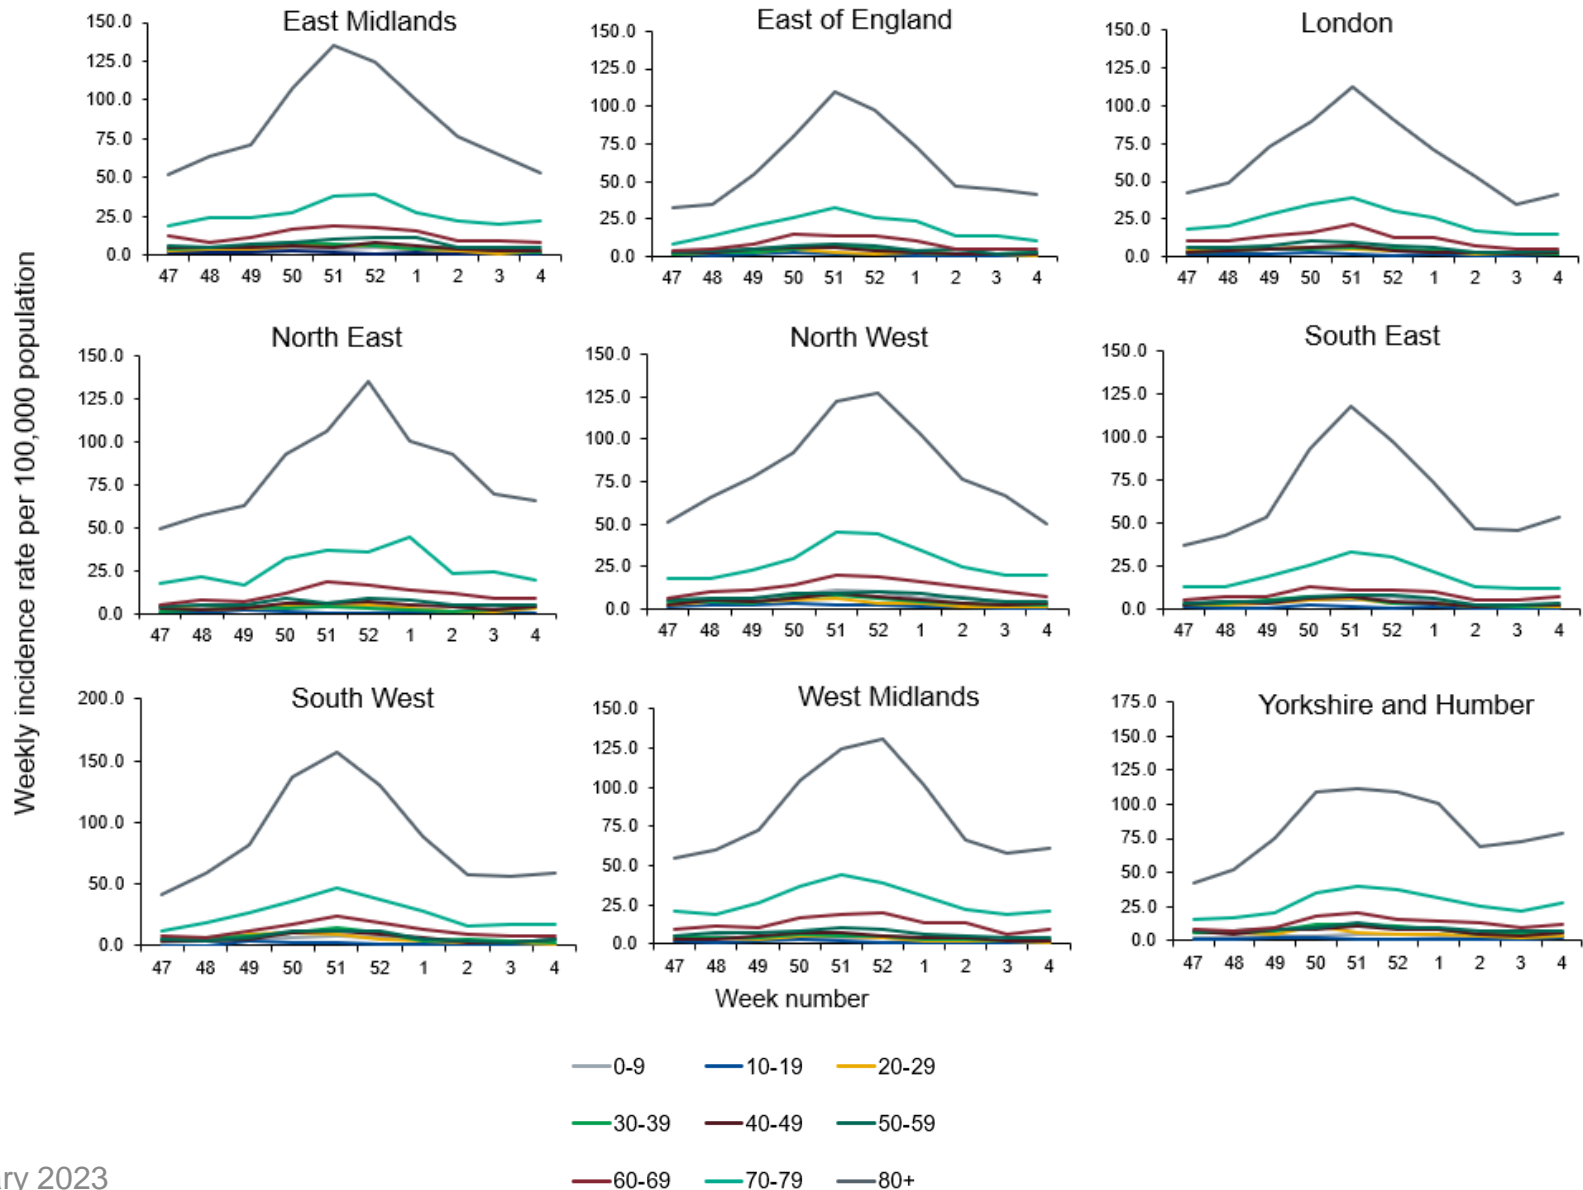 Weekly incidence rate per 100,000 population
East Midlands
150.0
125.0
100.0
75.0
50.0
25.0
0.0
47 48 49 50 51 52 1 2 3 4
East of England
150.0
125.0
100.0
75.0
50.0
25.0
0.0
47 48 49 50 51 52 1 2 3 4
London
150.0
125.0
100.0
75.0
50.0
25.0
0.0
47 48 49 50 51 52 1 2 3 4
North East
150.0
125.0
100.0
75.0
50.0
25.0
0.0
47 48 49 50 51 52 1 2 3 4
North West
150.0
125.0
100.0
75.0
50.0
25.0
0.0
47 48 49 50 51 52 1 2 3 4
South East
150.0
125.0
100.0
75.0
50.0
25.0
0.0
47 48 49 50 51 52 1 2 3 4
South West
200.0
150.0
100.0
50.0
0.0
47 48 49 50 51 52 1 2 3 4
West Midlands
150.0
125.0
100.0
75.0
50.0
25.0
0.0
47 48 49 50 51 52 1 2 3 4
Yorkshire and Humber
175.0
150.0
125.0
100.0
75.0
50.0
25.0
0.0
47 48 49 50 51 52 1 2 3 4
Week number
0-9 10-19 20-29
30-39 40-49 50-59
60-69 70-79 80+
ry 2023